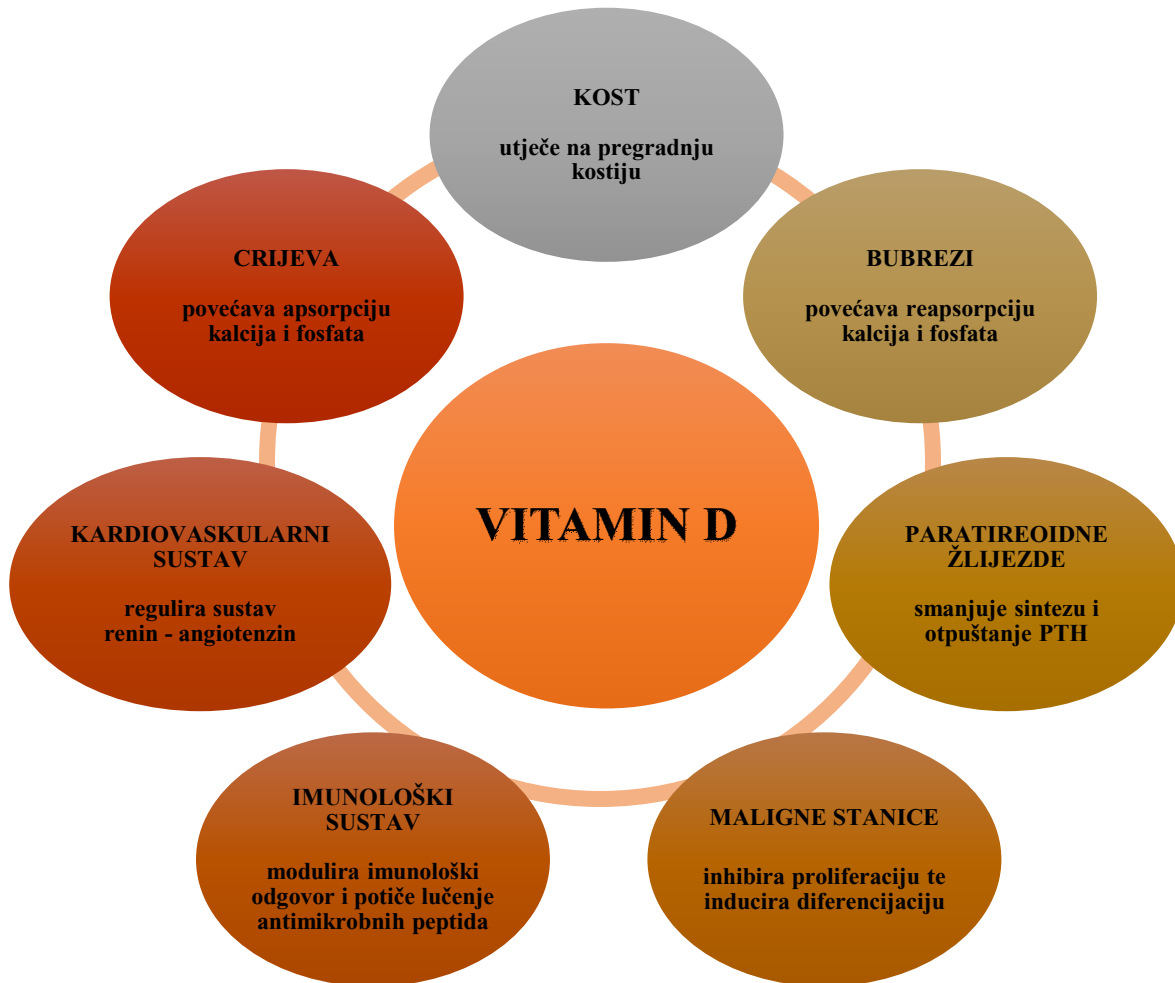 KOST
utječe na pregradnju
kostiju
BUBREZI
povećava reapsorpciju
kalcija i fosfata
PARATIREOIDNE
ŽLIJEZDE
smanjuje sintezu i
otpuštanje PTH
MALIGNE STANICE
inhibira proliferaciju te
inducira diferencijaciju
IMUNOLOŠKI
SUSTAV
modulira imunološki
odgovor i potiče lučenje
antimikrobnih peptida
KARDIOVASKULARNI
SUSTAV
regulira sustav
renin - angiotenzin
CRIJEVA
povećava apsorpciju
kalcija i fosfata
VITAMIN D